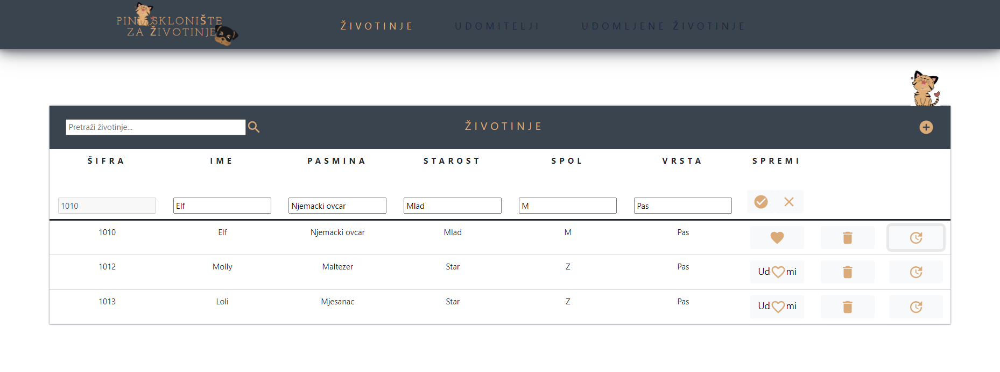 PIN SKLONIŠTE
ZA ŽIVOTINJE
ŽIVOTINJE UDOMITELJI UDOMLJENE ŽIVOTINJE
Pretraži životinje... ŽIVOTINJE
ŠIFRA IME PASMINA STAROST SPOL VRSTA SPREMI
1010 Elf Njemacki ovcar Mlad M Pas
1010 Elf Njemacki ovcar Mlad M Pas
1012 Molly Maltezer Star Z Pas Ud mi
1013 Loli Mjesanac Star Z Pas Ud mi